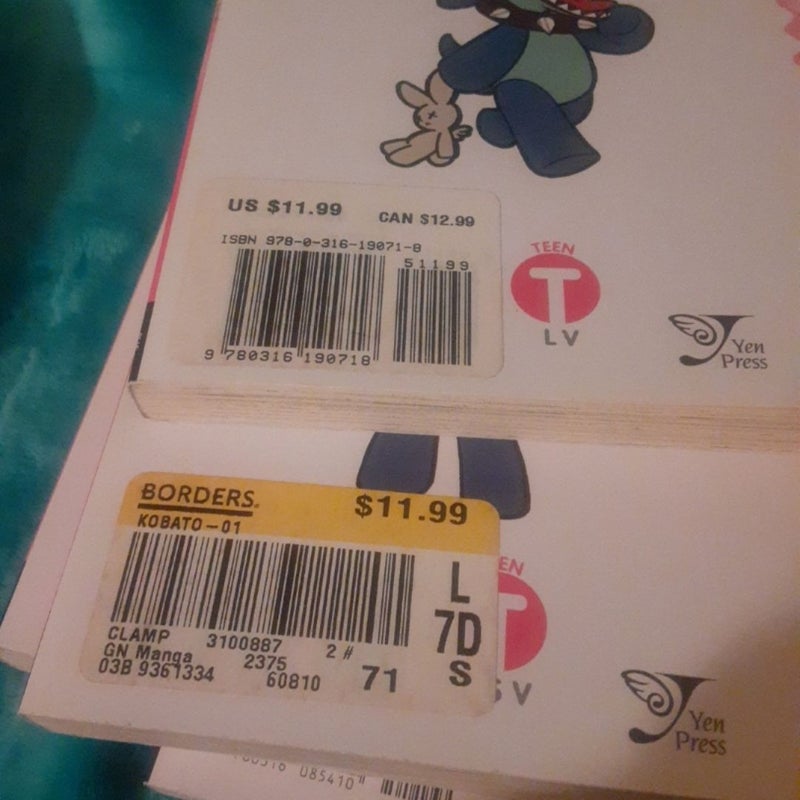 US $11.99 CAN $12.99
ISBN 978-0-316-19071-8
51199
9 780316 190718
TEEN
T
LV
Yen
Press
BORDERS.
$11.99
KOBATO-01
L
7D
S
CLAMP 3100887 2#
GN Manga 2375
03B 9361334 60810 71
EN
T
V
Yen
Press
085410